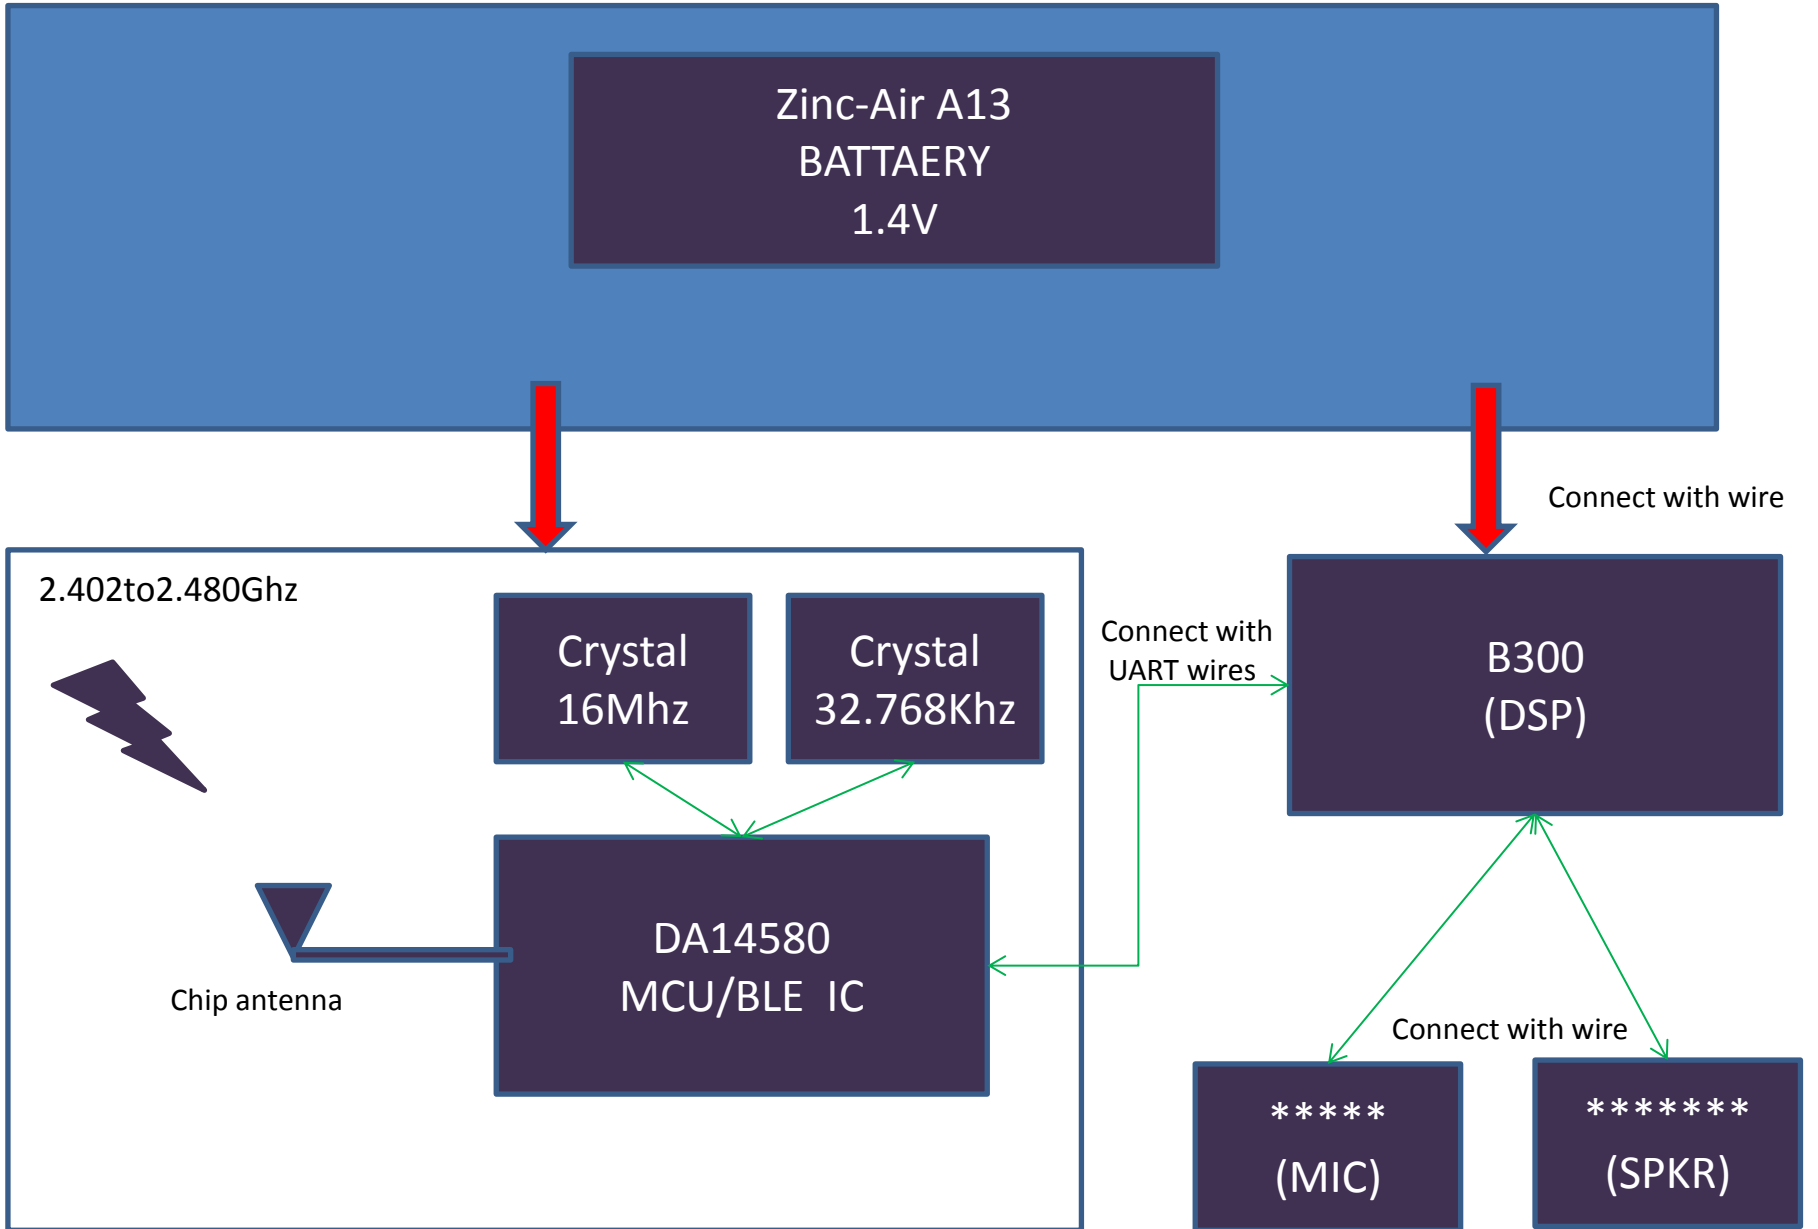 Zinc-Air A13
BATTAERY
1.4V
Connect with wire
2.402to2.480Ghz
Crystal
16Mhz
Crystal
32.768Khz
Connect with
UART wires
B300
(DSP)
DA14580
MCU/BLE  IC
Chip antenna
Connect with wire
*****
(MIC)
*******
(SPKR)